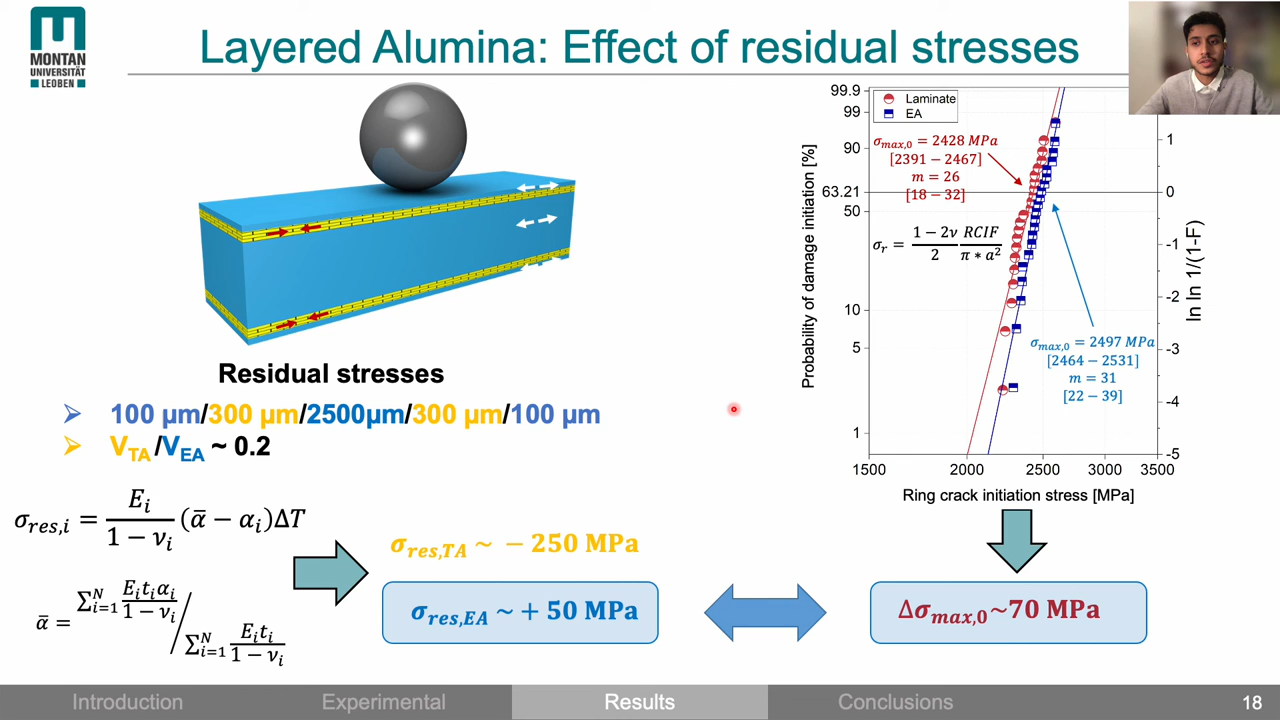 MONTAN
UNIVERSITÄT
LEOBEN
Layered Alumina: Effect of residual stresses
Residual stresses
➢ 100 µm/300 µm/2500µm/300 µm/100 µm
➢ V_TA/V_EA ~ 0.2
σ_res,i = E_i / (1 − ν_i) (ᾱ − α_i)ΔT
ᾱ = ∑_{i=1}^{N} E_i t_i α_i / (1 − ν_i) / ∑_{i=1}^{N} E_i t_i / (1 − ν_i)
σ_res,TA ~ − 250 MPa
σ_res,EA ~ + 50 MPa
Probability of damage initiation [%]
99.9
99
90
63.21
50
10
5
1
Laminate
EA
σ_max,0 = 2428 MPa
[2391 − 2467]
m = 26
[18 − 32]
σ_r = (1 − 2ν) / 2 RCIF / (π * a²)
σ_max,0 = 2497 MPa
[2464 − 2531]
m = 31
[22 − 39]
1
0
-1
-2
-3
-4
-5
ln ln 1/(1-F)
1500 2000 2500 3000 3500
Ring crack initiation stress [MPa]
Δσ_max,0~70 MPa
Introduction Experimental Results Conclusions 18